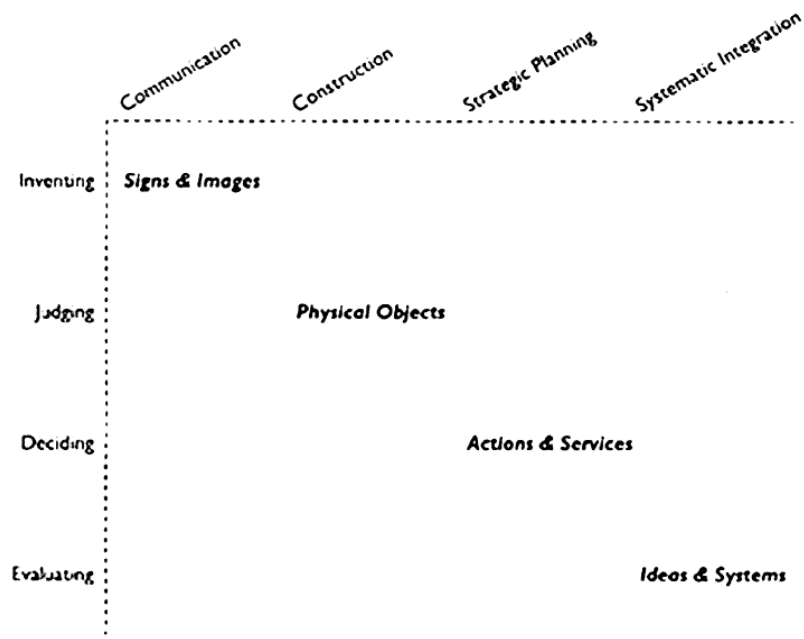 Communication
Construction
Strategic Planning
Systematic Integration
Inventing
Signs & Images
Judging
Physical Objects
Deciding
Actions & Services
Evaluating
Ideas & Systems